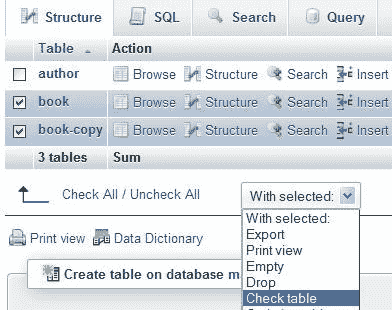 Structure SQL Search Query
Table Action
author Browse Structure Search Insert
book Browse Structure Search Insert
book-copy Browse Structure Search Insert
3 tables Sum
Check All / Uncheck All With selected:
With selected:
Export
Print view Data Dictionary Print view
Empty
Drop
Create table on database
Check table